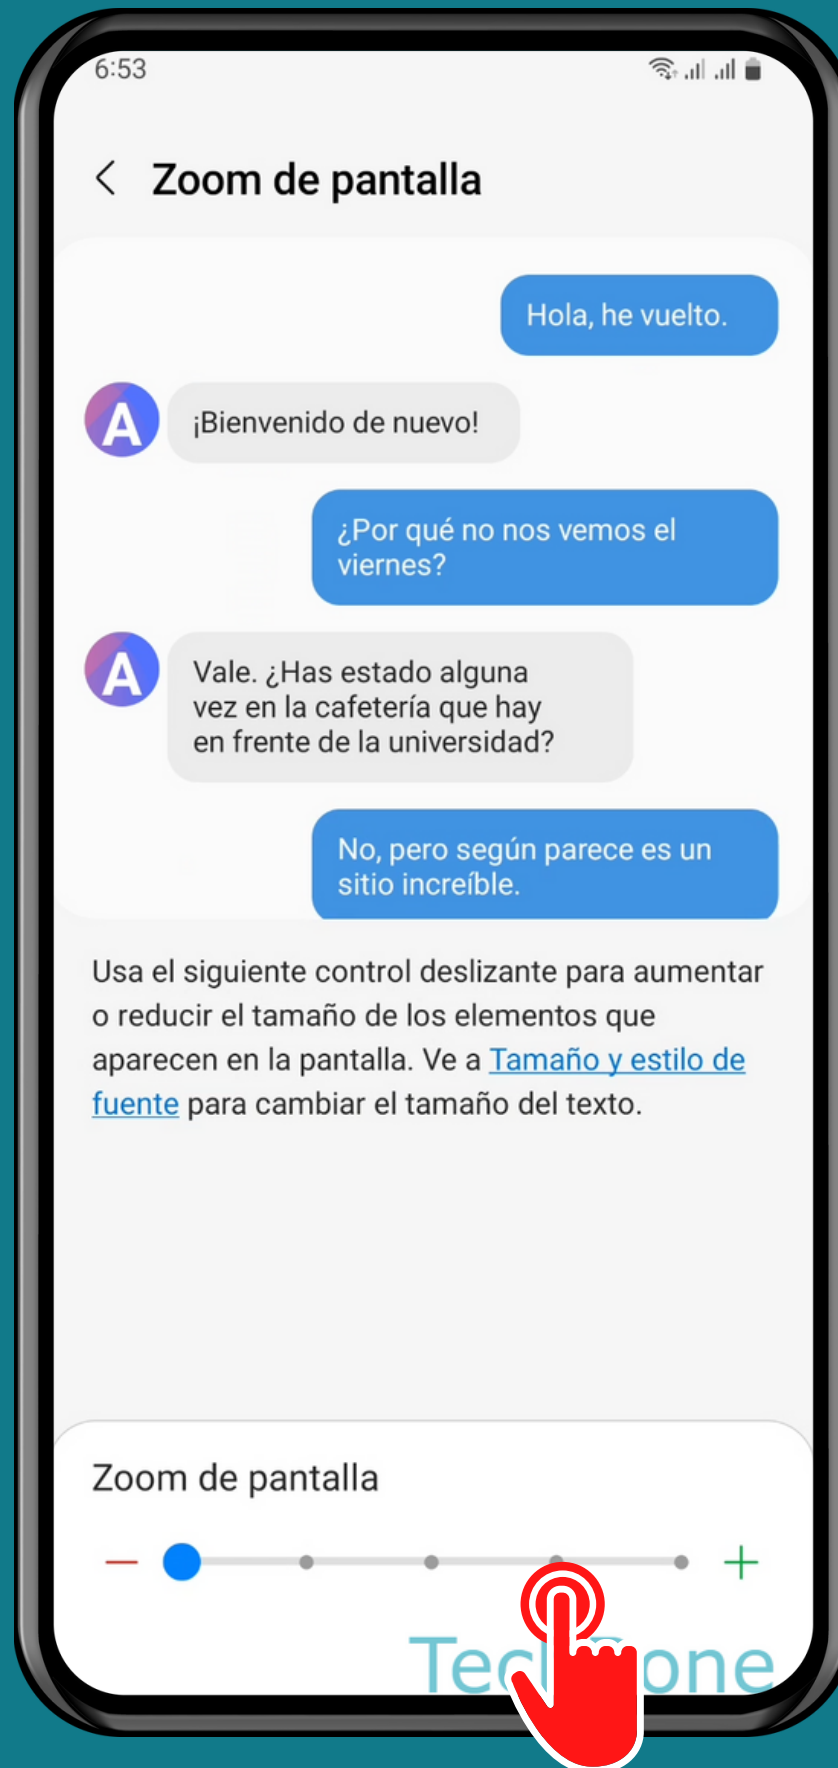 6:53
Zoom de pantalla
Hola, he vuelto.
A
¡Bienvenido de nuevo!
¿Por qué no nos vemos el
viernes?
A
Vale. ¿Has estado alguna
vez en la cafetería que hay
en frente de la universidad?
No, pero según parece es un
sitio increíble.
Usa el siguiente control deslizante para aumentar
o reducir el tamaño de los elementos que
aparecen en la pantalla. Ve a Tamaño y estilo de
fuente para cambiar el tamaño del texto.
Zoom de pantalla